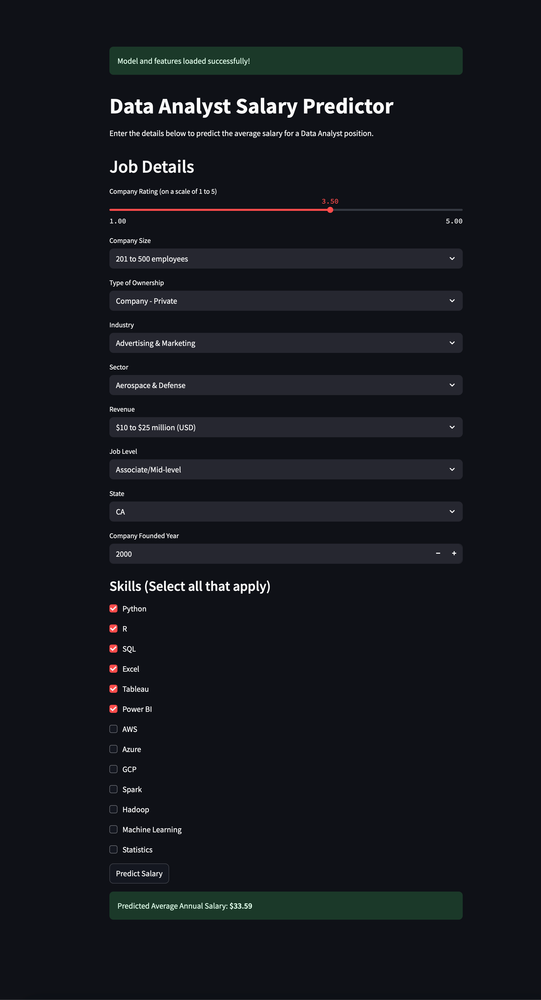 Model and features loaded successfully!
Data Analyst Salary Predictor
Enter the details below to predict the average salary for a Data Analyst position.
Job Details
Company Rating (on a scale of 1 to 5)
3.50
1.00 5.00
Company Size
201 to 500 employees
Type of Ownership
Company - Private
Industry
Advertising & Marketing
Sector
Aerospace & Defense
Revenue
$10 to $25 million (USD)
Job Level
Associate/Mid-level
State
CA
Company Founded Year
2000
Skills (Select all that apply)
Python
R
SQL
Excel
Tableau
Power BI
AWS
Azure
GCP
Spark
Hadoop
Machine Learning
Statistics
Predict Salary
Predicted Average Annual Salary: $33.59